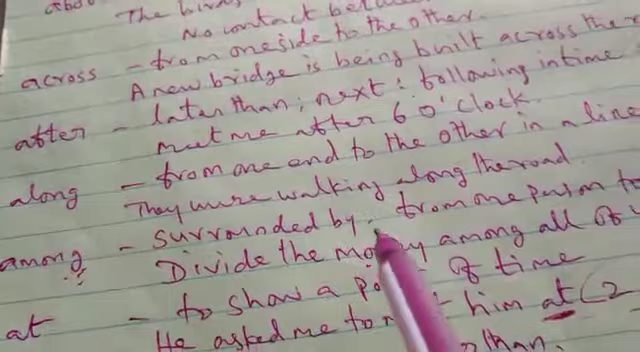 The birds
No contact bet
across - from one side to the other.
A new bridge is being built across the
after - later than; next; following in time
meet me after 6 o'clock.
along - from one end to the other in a line
They were walking along the road.
among - surrounded by; from one person to
Divide the money among all of
at - to show a point of time
He asked me to him at (2
than.